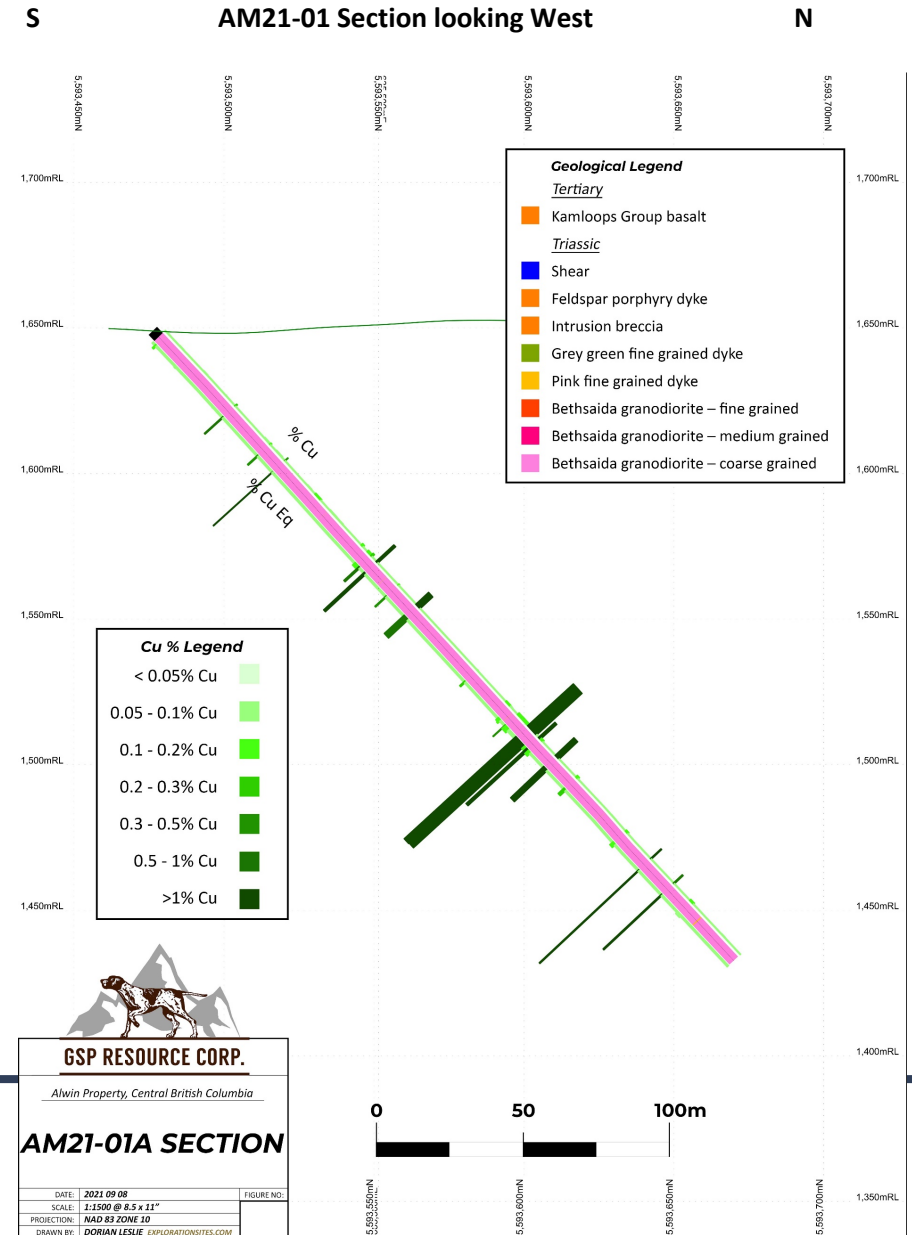 S AM21-01 Section looking West N
5,593,450mN 5,593,500mN 5,593,550mN 5,593,600mN 5,593,650mN 5,593,700mN
1,700mRL 1,700mRL
Geological Legend
Tertiary
Kamloops Group basalt
Triassic
Shear
Feldspar porphyry dyke
Intrusion breccia
Grey green fine grained dyke
Pink fine grained dyke
Bethsaida granodiorite – fine grained
Bethsaida granodiorite – medium grained
Bethsaida granodiorite – coarse grained
1,650mRL 1,650mRL
% Cu
% Cu Eq
1,600mRL 1,600mRL
1,550mRL 1,550mRL
Cu % Legend
< 0.05% Cu
0.05 - 0.1% Cu
0.1 - 0.2% Cu
0.2 - 0.3% Cu
0.3 - 0.5% Cu
0.5 - 1% Cu
>1% Cu
1,500mRL 1,500mRL
1,450mRL 1,450mRL
1,400mRL
GSP RESOURCE CORP.
Alwin Property, Central British Columbia
AM21-01A SECTION
DATE: 2021 09 08 FIGURE NO:
SCALE: 1:1500 @ 8.5 x 11"
PROJECTION: NAD 83 ZONE 10
DRAWN BY: DORIAN LESLIE EXPLORATIONSITES.COM
0 50 100m
1,350mRL
5,593,550mN 5,593,600mN 5,593,650mN 5,593,700mN